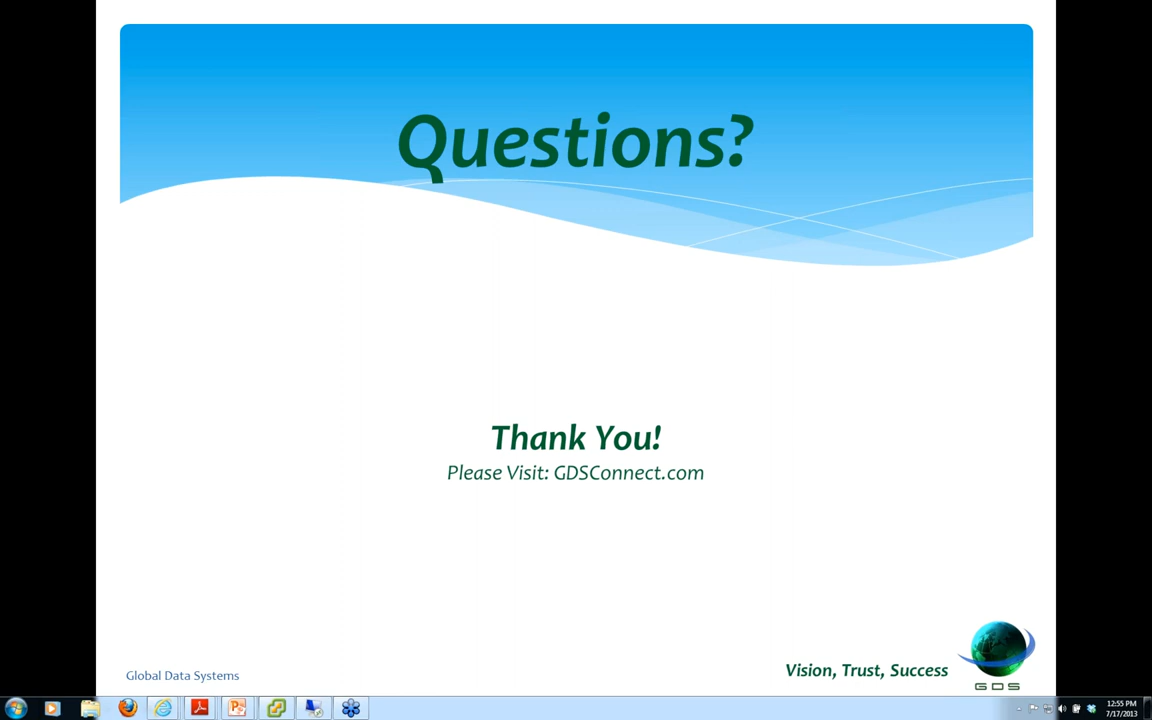 Questions?
Thank You!
Please Visit: GDSConnect.com
Global Data Systems
Vision, Trust, Success
GDS
12:55 PM
7/17/2013